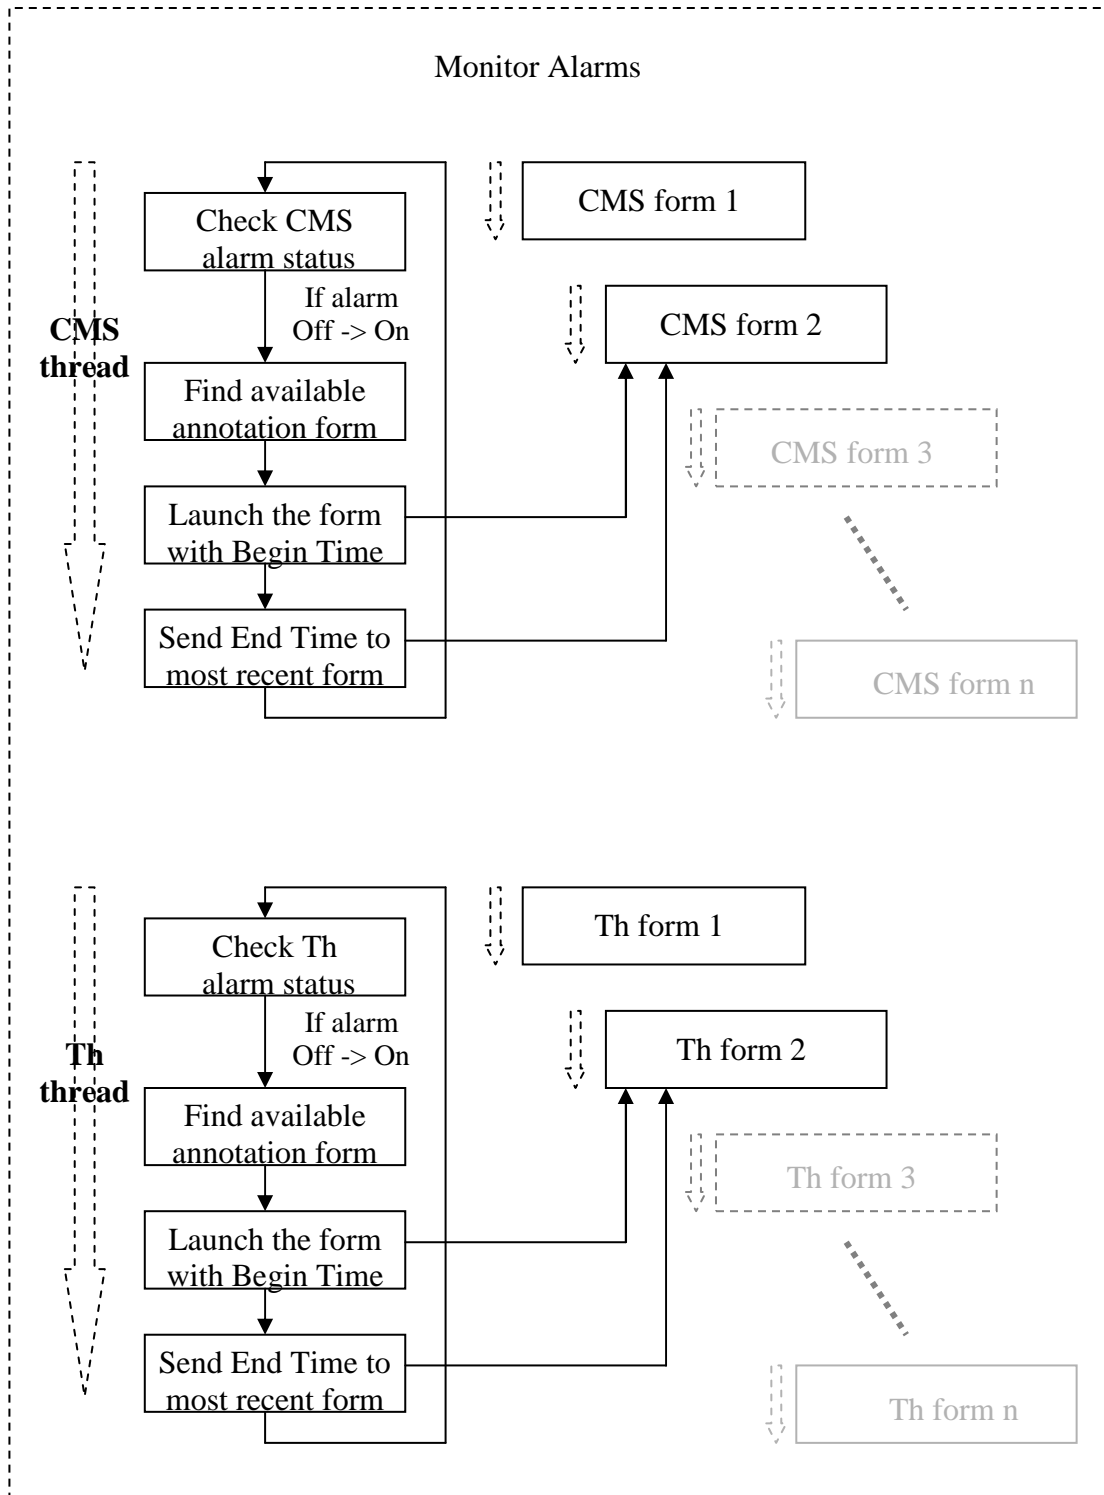 Monitor Alarms
CMS form 1
Check CMS
alarm status
If alarm
Off -> On
CMS form 2
CMS
thread
Find available
annotation form
CMS form 3
Launch the form
with Begin Time
Send End Time to
most recent form
CMS form n
Th form 1
Check Th
alarm status
If alarm
Off -> On
Th form 2
Th
thread
Find available
annotation form
Th form 3
Launch the form
with Begin Time
Send End Time to
most recent form
Th form n